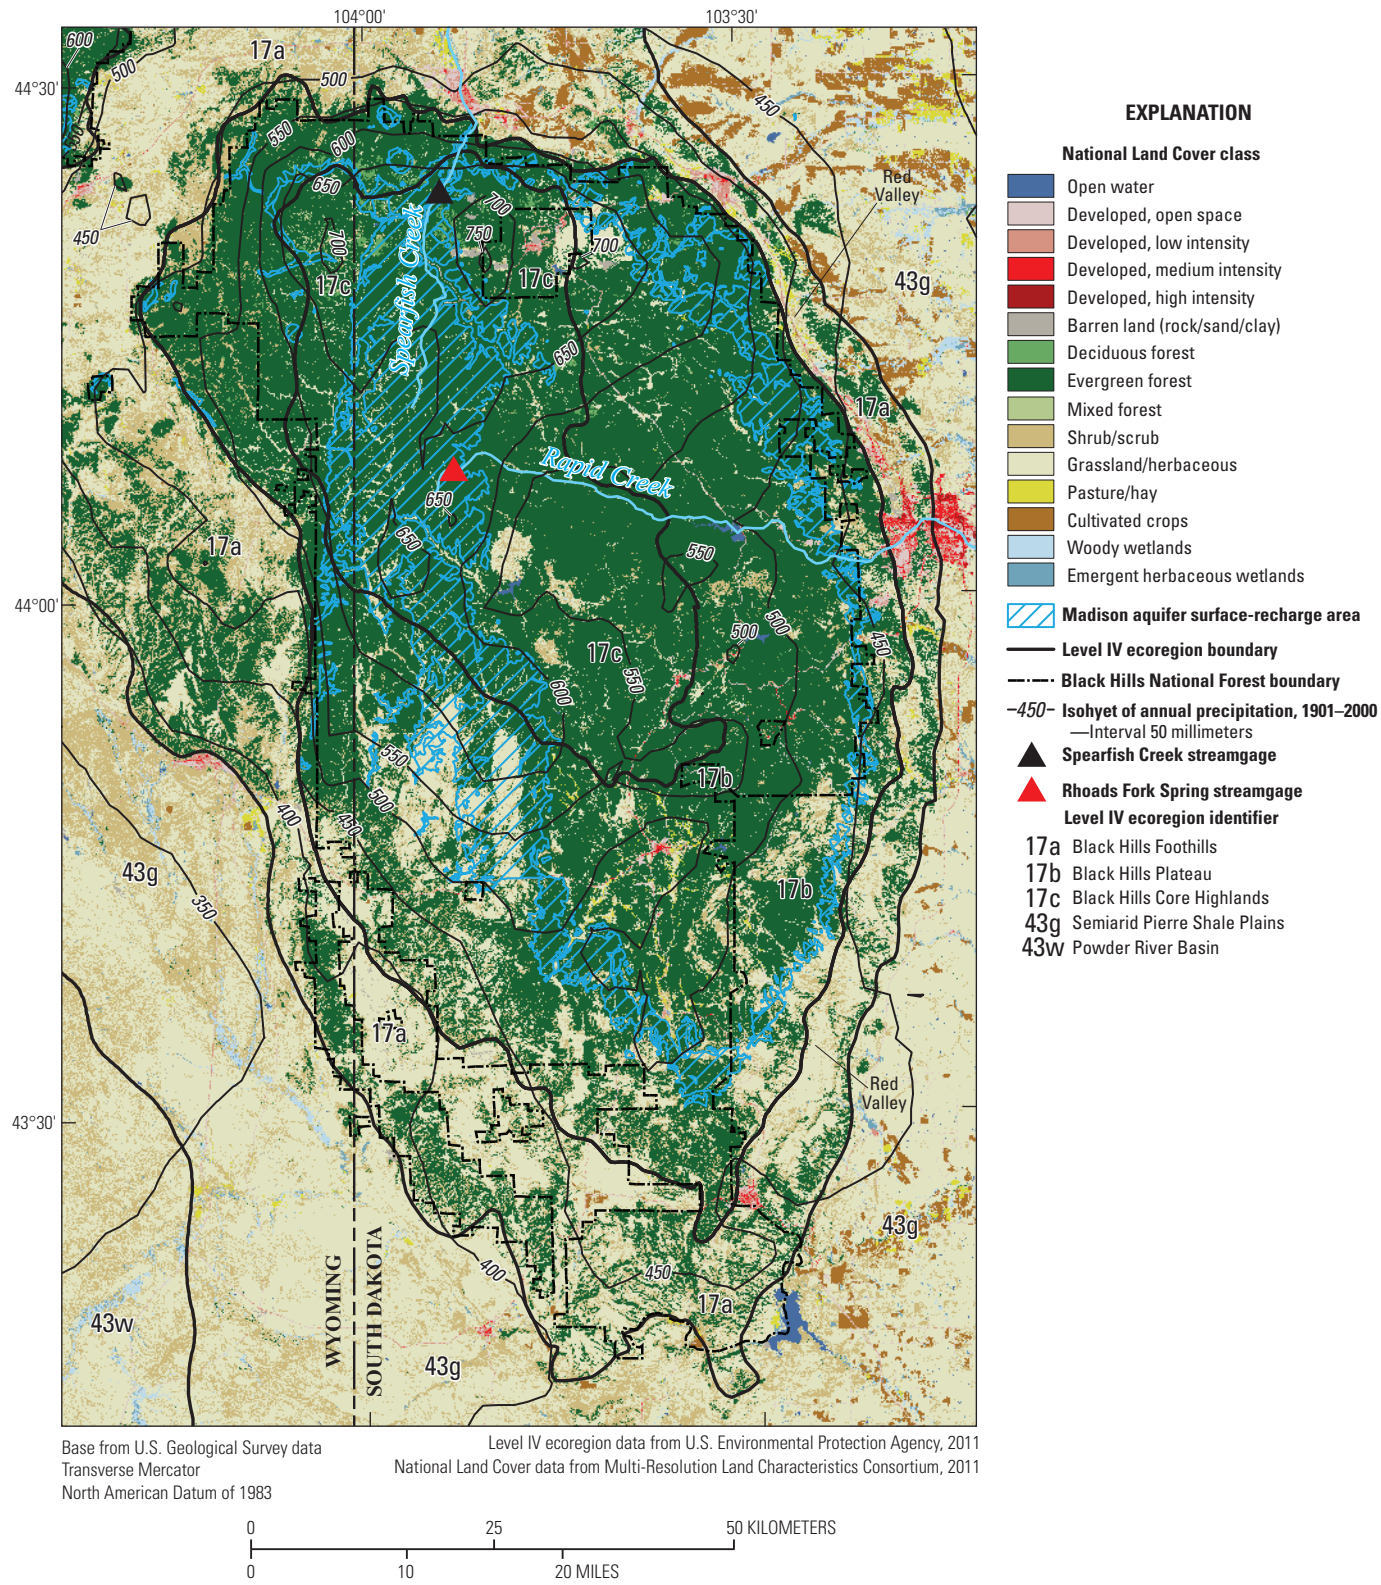 104°00'
103°30'
44°30'
44°00'
43°30'
600
500
17a
500
450
550
600
650
Red
Valley
450
700
750
700
700
17c
17c
43g
Spearfish Creek
650
17a
Rapid Creek
650
17a
650
550
500
500
450
17c
550
600
550
17b
500
400
450
43g
350
17b
17a
Red
Valley
43g
WYOMING
SOUTH DAKOTA
400
450
17a
43w
43g
EXPLANATION
National Land Cover class
Open water
Developed, open space
Developed, low intensity
Developed, medium intensity
Developed, high intensity
Barren land (rock/sand/clay)
Deciduous forest
Evergreen forest
Mixed forest
Shrub/scrub
Grassland/herbaceous
Pasture/hay
Cultivated crops
Woody wetlands
Emergent herbaceous wetlands
Madison aquifer surface-recharge area
Level IV ecoregion boundary
Black Hills National Forest boundary
–450– Isohyet of annual precipitation, 1901–2000
—Interval 50 millimeters
Spearfish Creek streamgage
Rhoads Fork Spring streamgage
Level IV ecoregion identifier
17a Black Hills Foothills
17b Black Hills Plateau
17c Black Hills Core Highlands
43g Semiarid Pierre Shale Plains
43w Powder River Basin
Base from U.S. Geological Survey data
Transverse Mercator
North American Datum of 1983
Level IV ecoregion data from U.S. Environmental Protection Agency, 2011
National Land Cover data from Multi-Resolution Land Characteristics Consortium, 2011
0 25 50 KILOMETERS
0 10 20 MILES